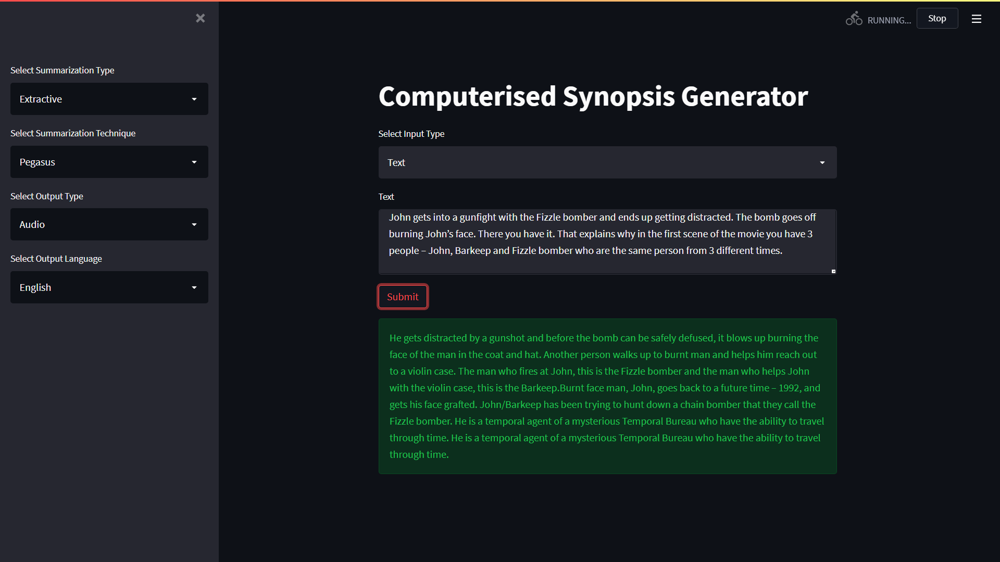 RUNNING...
Stop
Select Summarization Type
Extractive
Select Summarization Technique
Pegasus
Select Output Type
Audio
Select Output Language
English
Computerised Synopsis Generator
Select Input Type
Text
Text
John gets into a gunfight with the Fizzle bomber and ends up getting distracted. The bomb goes off
burning John’s face. There you have it. That explains why in the first scene of the movie you have 3
people – John, Barkeep and Fizzle bomber who are the same person from 3 different times.
Submit
He gets distracted by a gunshot and before the bomb can be safely defused, it blows up burning the
face of the man in the coat and hat. Another person walks up to burnt man and helps him reach out
to a violin case. The man who fires at John, this is the Fizzle bomber and the man who helps John
with the violin case, this is the Barkeep.Burnt face man, John, goes back to a future time – 1992, and
gets his face grafted. John/Barkeep has been trying to hunt down a chain bomber that they call the
Fizzle bomber. He is a temporal agent of a mysterious Temporal Bureau who have the ability to travel
through time. He is a temporal agent of a mysterious Temporal Bureau who have the ability to travel
through time.